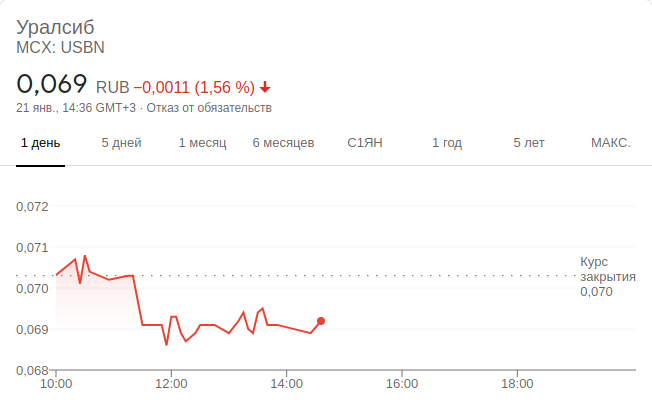 Уралсиб
MCX: USBN
0,069 RUB −0,0011 (1,56 %)
21 янв., 14:36 GMT+3 · Отказ от обязательств
1 день 5 дней 1 месяц 6 месяцев С1ЯН 1 год 5 лет МАКС.
0,072
0,071
0,070
0,069
0,068
Курс
закрытия
0,070
10:00 12:00 14:00 16:00 18:00